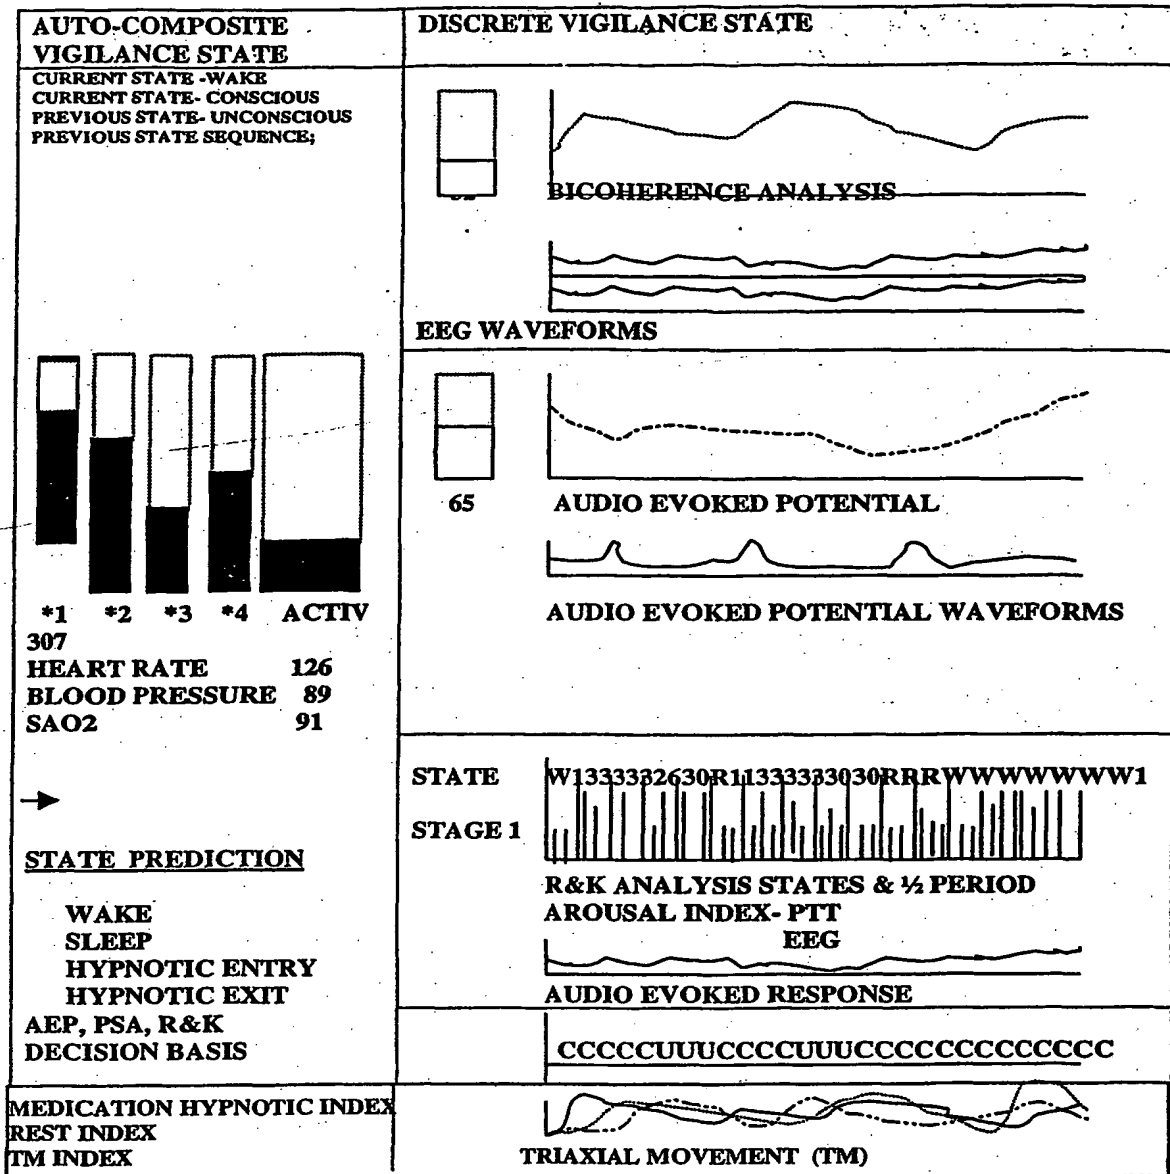 AUTO-COMPOSITE
VIGILANCE STATE
CURRENT STATE -WAKE
CURRENT STATE- CONSCIOUS
PREVIOUS STATE- UNCONSCIOUS
PREVIOUS STATE SEQUENCE;
*1 *2 *3 *4 ACTIV
307
HEART RATE 126
BLOOD PRESSURE 89
SAO2 91
STATE PREDICTION
WAKE
SLEEP
HYPNOTIC ENTRY
HYPNOTIC EXIT
AEP, PSA, R&K
DECISION BASIS
MEDICATION HYPNOTIC INDEX
REST INDEX
TM INDEX
DISCRETE VIGILANCE STATE
BICOHERENCE ANALYSIS
EEG WAVEFORMS
65
AUDIO EVOKED POTENTIAL
AUDIO EVOKED POTENTIAL WAVEFORMS
STATE W1333332630R11333333030RRRWWWWWWWW1
STAGE 1
R&K ANALYSIS STATES & ½ PERIOD
AROUSAL INDEX- PTT
EEG
AUDIO EVOKED RESPONSE
CCCCCUUUCCCCUUUCCCCCCCCCCCCCC
TRIAXIAL MOVEMENT (TM)